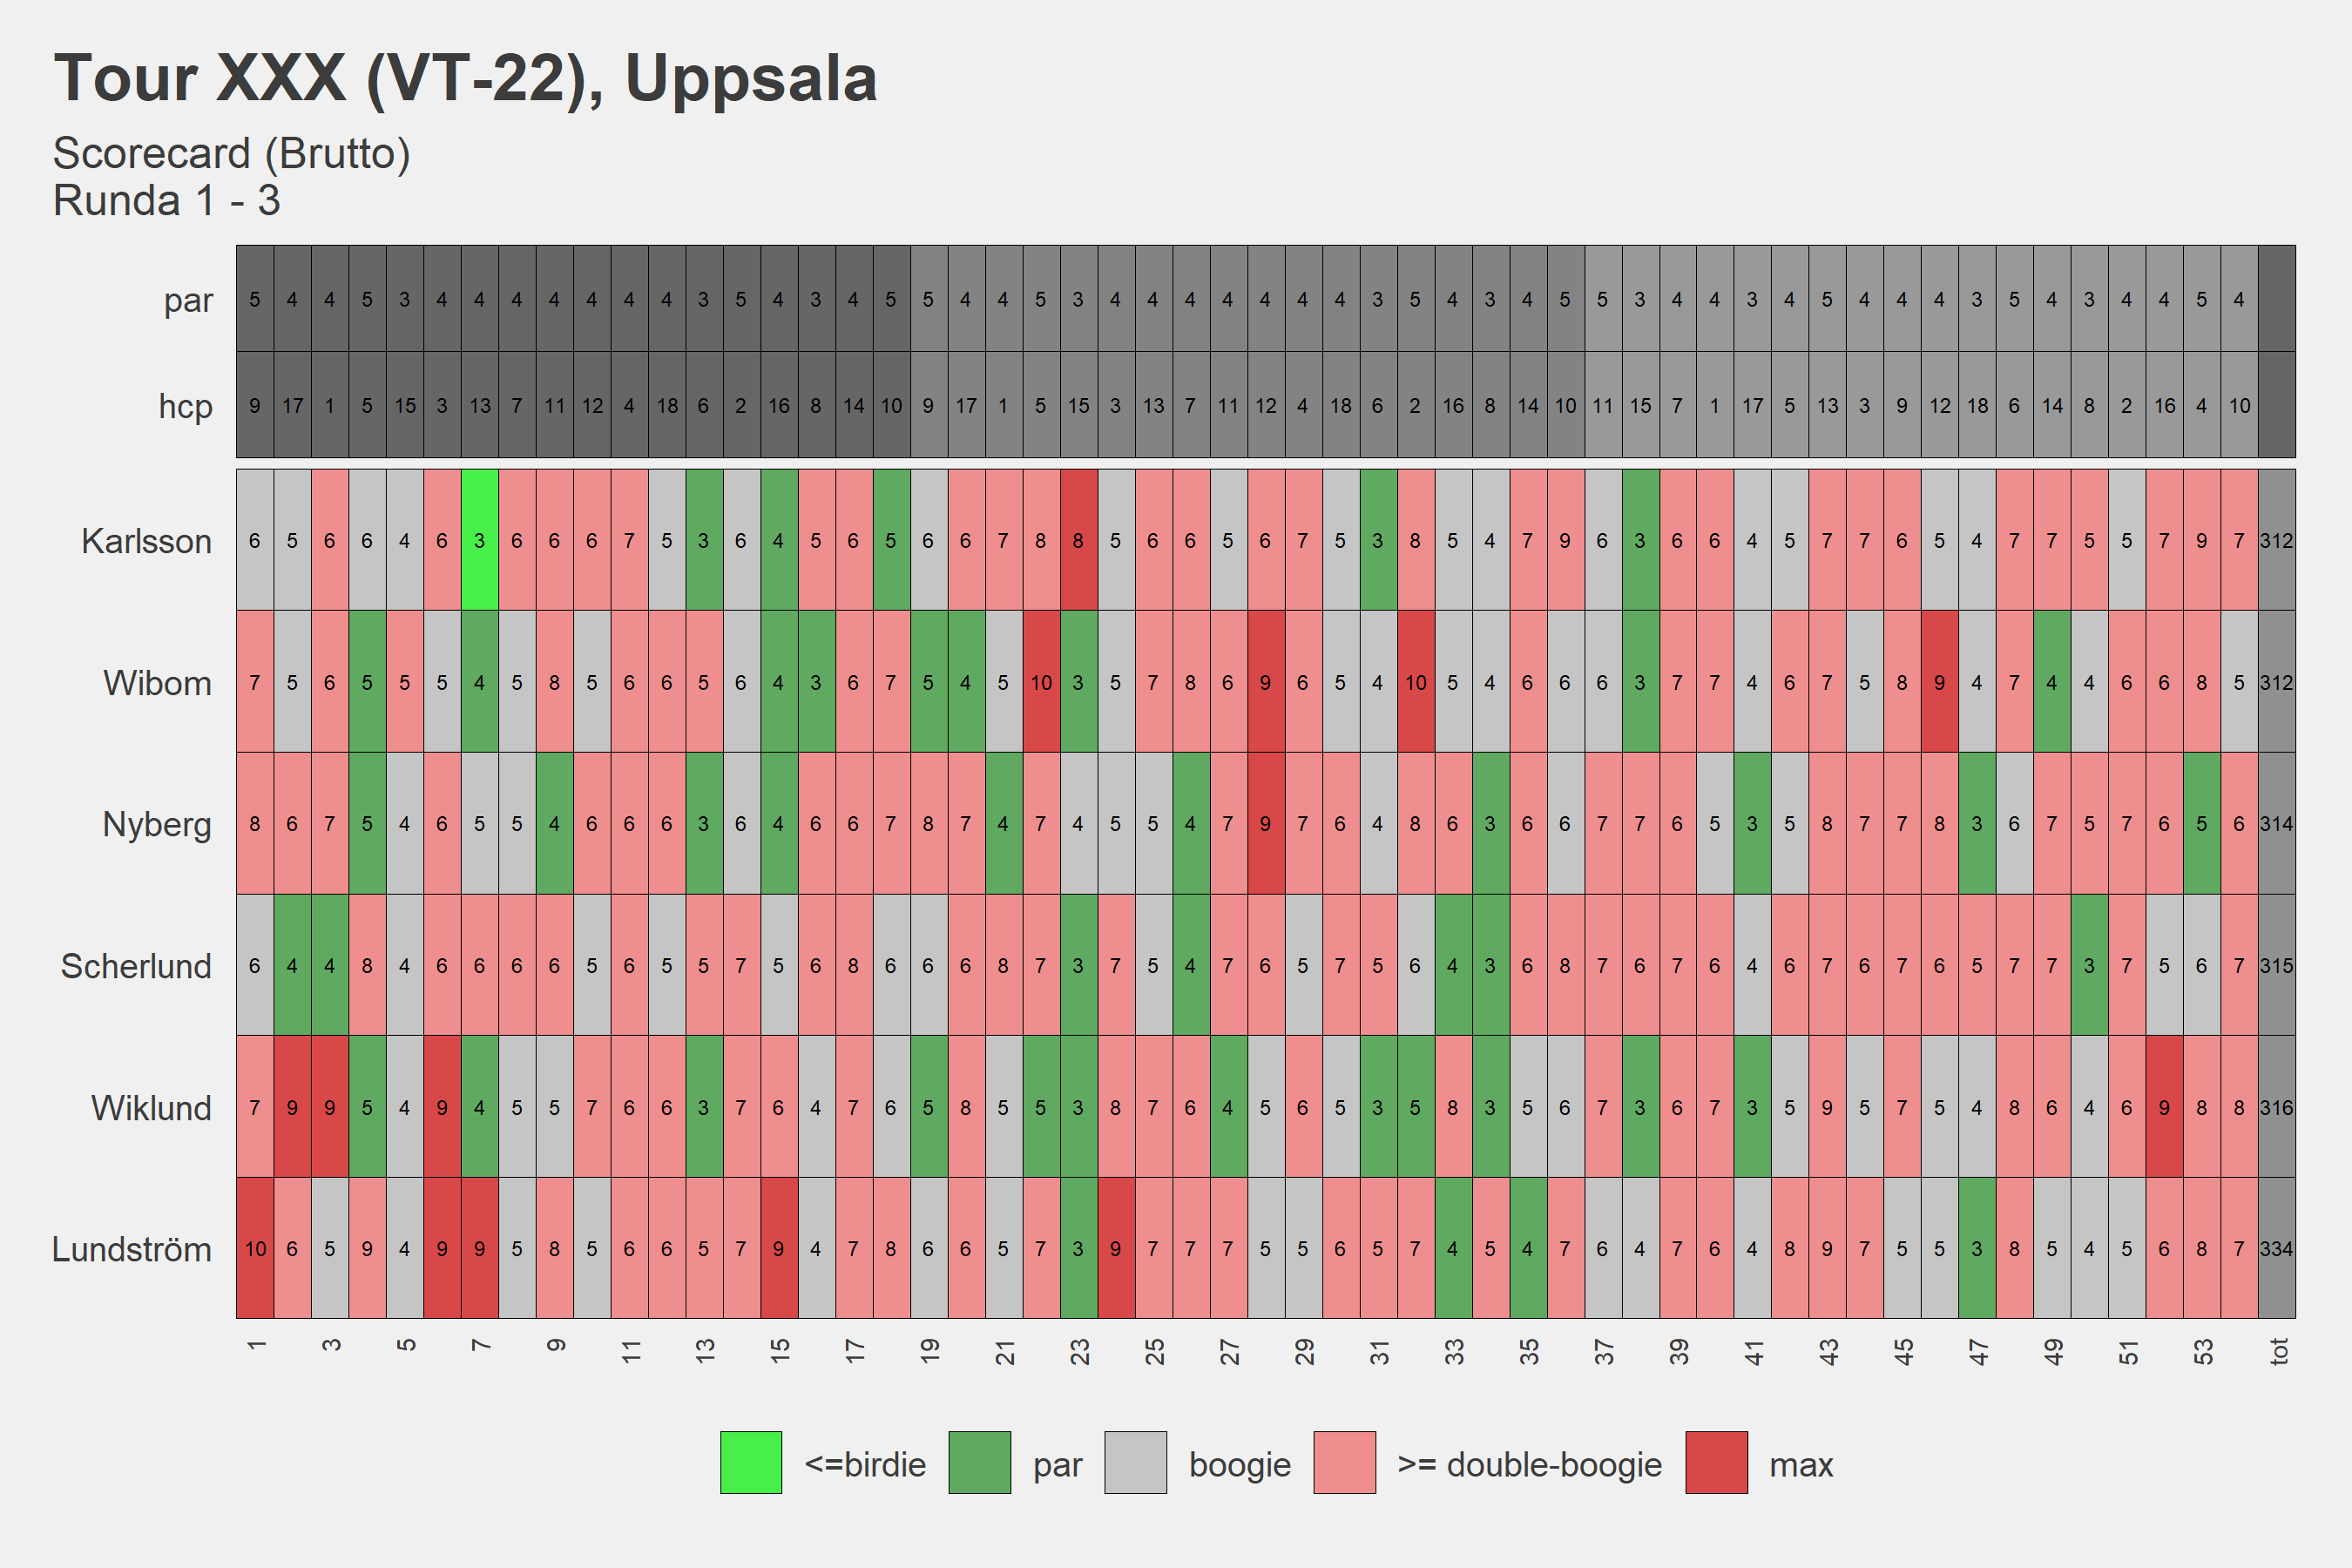 Tour XXX (VT-22), Uppsala
Scorecard (Brutto)
Runda 1 - 3
par 5 4 4 5 3 4 4 4 4 4 4 4 3 5 4 3 4 5 5 4 4 5 3 4 4 4 4 4 4 4 3 5 4 3 4 5 5 3 4 4 3 4 5 4 4 4 3 5 4 3 4 4 5 4
hcp 9 17 1 5 15 3 13 7 11 12 4 18 6 2 16 8 14 10 9 17 1 5 15 3 13 7 11 12 4 18 6 2 16 8 14 10 11 15 7 1 17 5 13 3 9 12 18 6 14 8 2 16 4 10
Karlsson 6 5 6 6 4 6 3 6 6 6 7 5 3 6 4 5 6 5 6 6 7 8 8 5 6 6 5 6 7 5 3 8 5 4 7 9 6 3 6 6 4 5 7 7 6 5 4 7 7 5 5 7 9 7 312
Wibom 7 5 6 5 5 5 4 5 8 5 6 6 5 6 4 3 6 7 5 4 5 10 3 5 7 8 6 9 6 5 4 10 5 4 6 6 6 3 7 7 4 6 7 5 8 9 4 7 4 4 6 6 8 5 312
Nyberg 8 6 7 5 4 6 5 5 4 6 6 6 3 6 4 6 6 7 8 7 4 7 4 5 5 4 7 9 7 6 4 8 6 3 6 6 7 7 6 5 3 5 8 7 7 8 3 6 7 5 7 6 5 6 314
Scherlund 6 4 4 8 4 6 6 6 6 5 6 5 5 7 5 6 8 6 6 6 8 7 3 7 5 4 7 6 5 7 5 6 4 3 6 8 7 6 7 6 4 6 7 6 7 6 5 7 7 3 7 5 6 7 315
Wiklund 7 9 9 5 4 9 4 5 5 7 6 6 3 7 6 4 7 6 5 8 5 5 3 8 7 6 4 5 6 5 3 5 8 3 5 6 7 3 6 7 3 5 9 5 7 5 4 8 6 4 6 9 8 8 316
Lundström 10 6 5 9 4 9 9 5 8 5 6 6 5 7 9 4 7 8 6 6 5 7 3 9 7 7 7 5 5 6 5 7 4 5 4 7 6 4 7 6 4 8 9 7 5 5 3 8 5 4 5 6 8 7 334
1 3 5 7 9 11 13 15 17 19 21 23 25 27 29 31 33 35 37 39 41 43 45 47 49 51 53 tot
<=birdie par boogie >= double-boogie max